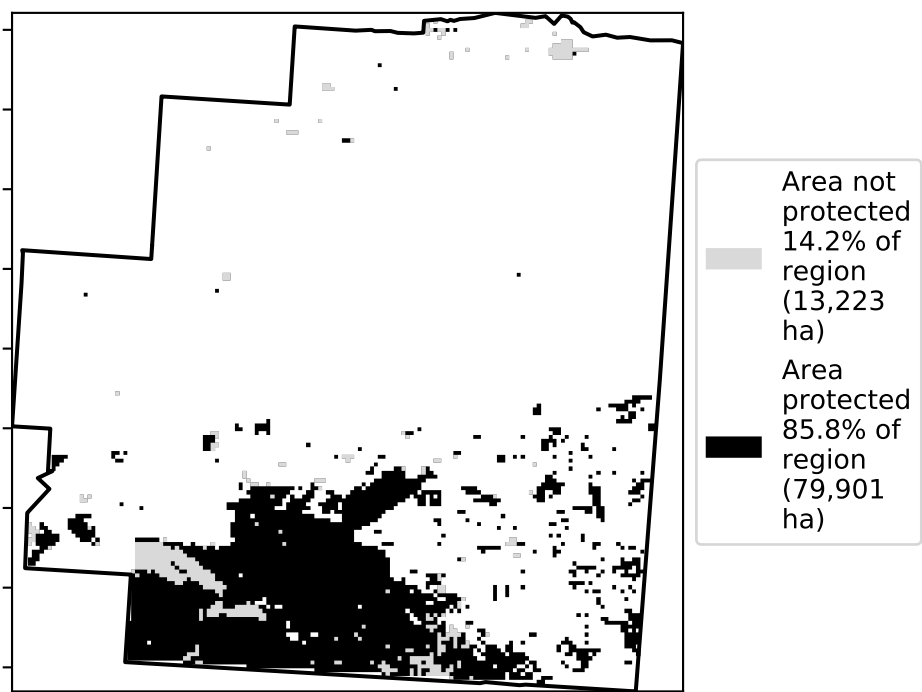 Area not
protected
14.2% of
region
(13,223
ha)
Area
protected
85.8% of
region
(79,901
ha)